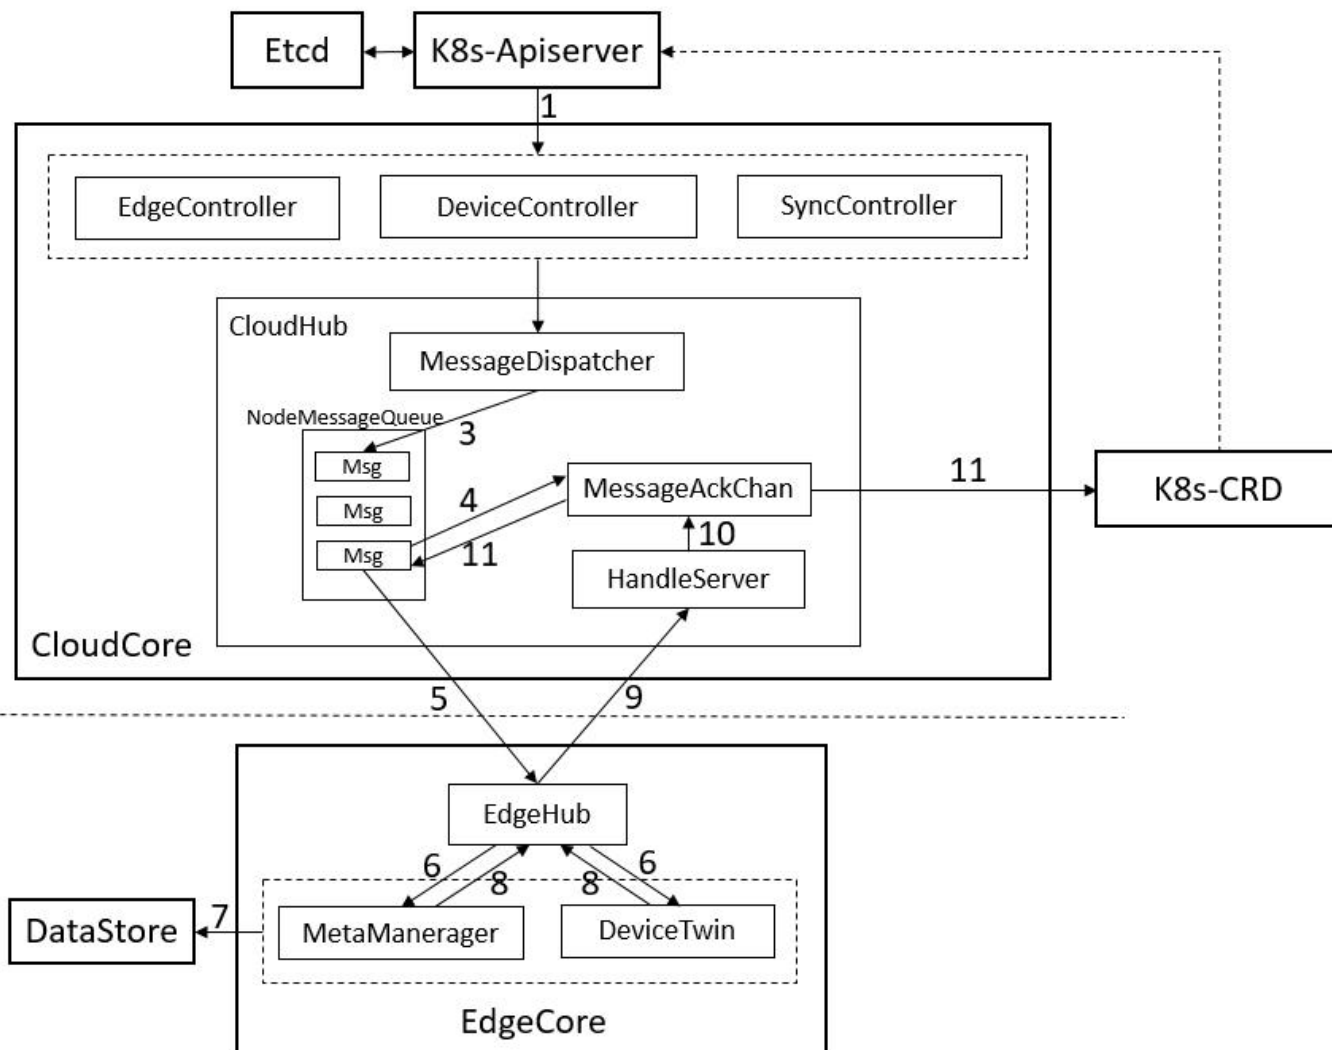 Etcd
K8s-Apiserver
1
EdgeController
DeviceController
SyncController
CloudHub
MessageDispatcher
NodeMessageQueue
3
Msg
Msg
Msg
4
11
MessageAckChan
11
K8s-CRD
10
HandleServer
CloudCore
5
9
EdgeHub
6
8
8
6
DataStore
7
MetaManerager
DeviceTwin
EdgeCore